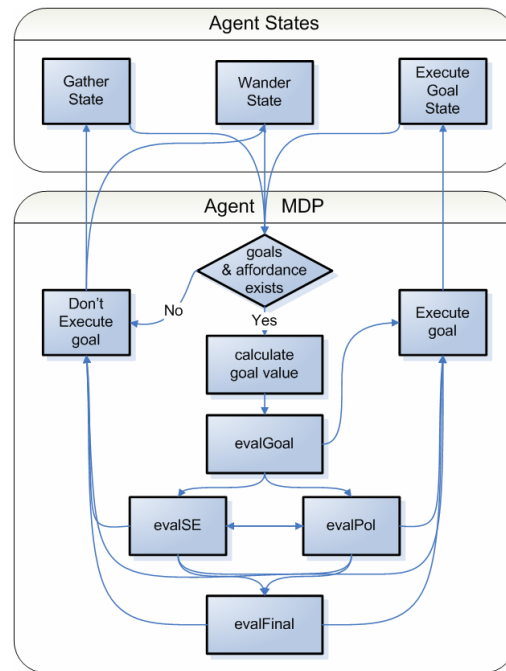 Agent States
Gather
State
Wander
State
Execute
Goal
State
Agent MDP
goals
& affordance
exists
Don't
Execute
goal
No
Yes
Execute
goal
calculate
goal value
evalGoal
evalSE
evalPol
evalFinal